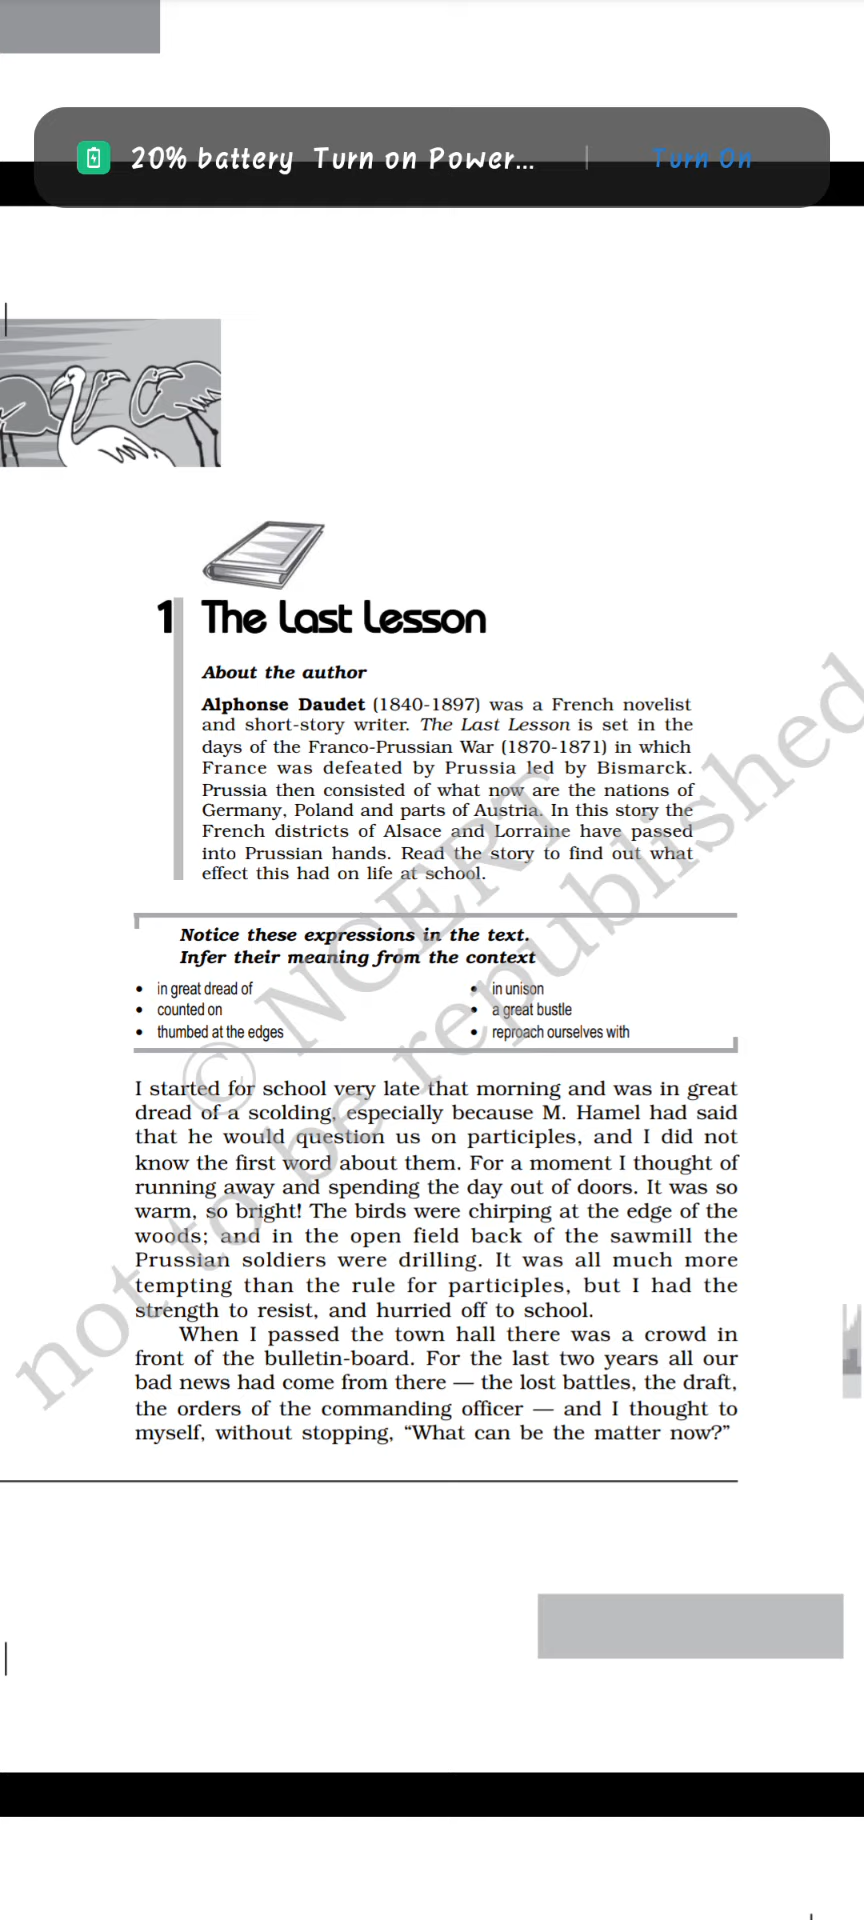 20% battery Turn on Power... | Turn On
1 The Last Lesson
About the author
Alphonse Daudet (1840-1897) was a French novelist
and short-story writer. The Last Lesson is set in the
days of the Franco-Prussian War (1870-1871) in which
France was defeated by Prussia led by Bismarck.
Prussia then consisted of what now are the nations of
Germany, Poland and parts of Austria. In this story the
French districts of Alsace and Lorraine have passed
into Prussian hands. Read the story to find out what
effect this had on life at school.
Notice these expressions in the text.
Infer their meaning from the context
• in great dread of
• counted on
• thumbed at the edges
• in unison
• a great bustle
• reproach ourselves with
I started for school very late that morning and was in great
dread of a scolding, especially because M. Hamel had said
that he would question us on participles, and I did not
know the first word about them. For a moment I thought of
running away and spending the day out of doors. It was so
warm, so bright! The birds were chirping at the edge of the
woods; and in the open field back of the sawmill the
Prussian soldiers were drilling. It was all much more
tempting than the rule for participles, but I had the
strength to resist, and hurried off to school.
When I passed the town hall there was a crowd in
front of the bulletin-board. For the last two years all our
bad news had come from there — the lost battles, the draft,
the orders of the commanding officer — and I thought to
myself, without stopping, “What can be the matter now?”
© NCERT
not to be republished